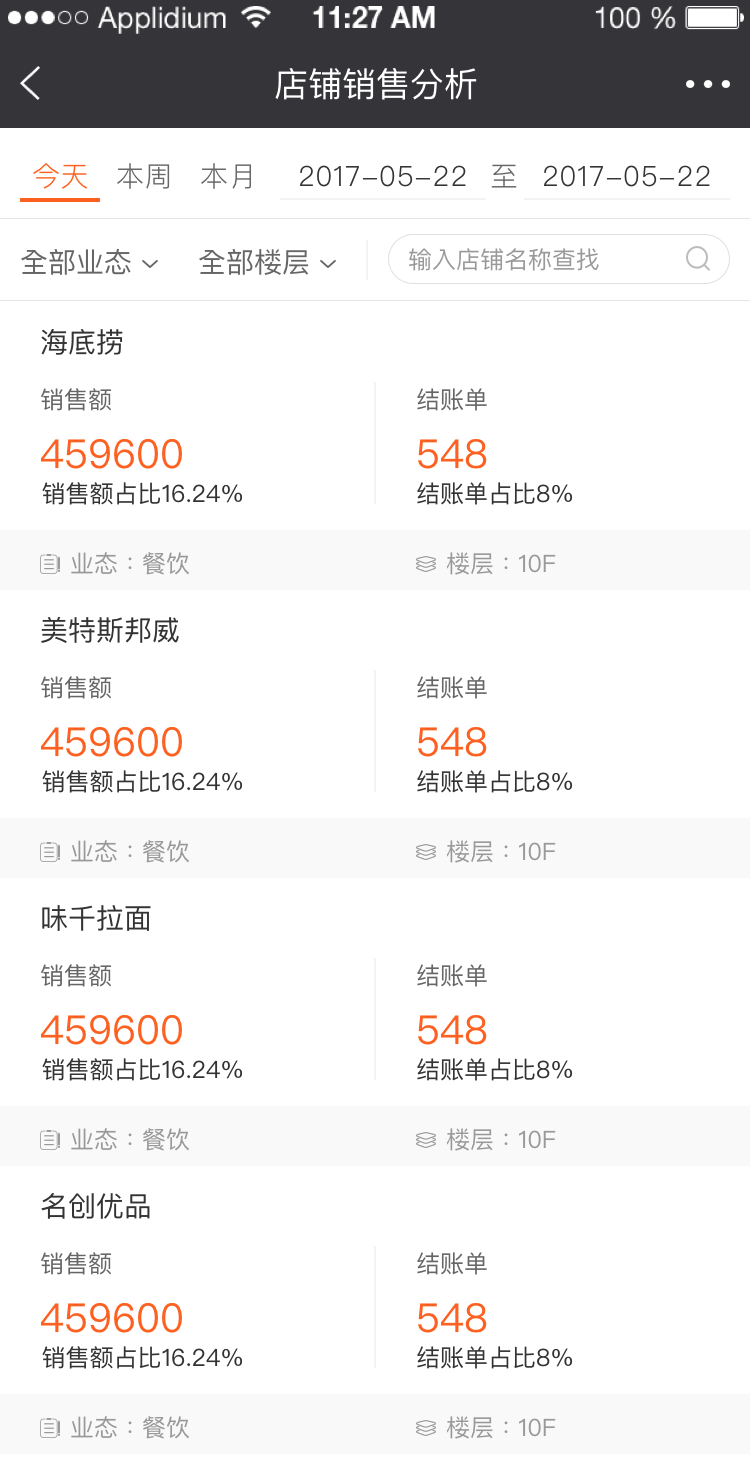 Applidium 11:27 AM 100 %
店铺销售分析
今天 本周 本月 2017-05-22 至 2017-05-22
全部业态 全部楼层 输入店铺名称查找
海底捞
销售额 结账单
459600 548
销售额占比16.24% 结账单占比8%
业态：餐饮 楼层：10F
美特斯邦威
销售额 结账单
459600 548
销售额占比16.24% 结账单占比8%
业态：餐饮 楼层：10F
味千拉面
销售额 结账单
459600 548
销售额占比16.24% 结账单占比8%
业态：餐饮 楼层：10F
名创优品
销售额 结账单
459600 548
销售额占比16.24% 结账单占比8%
业态：餐饮 楼层：10F